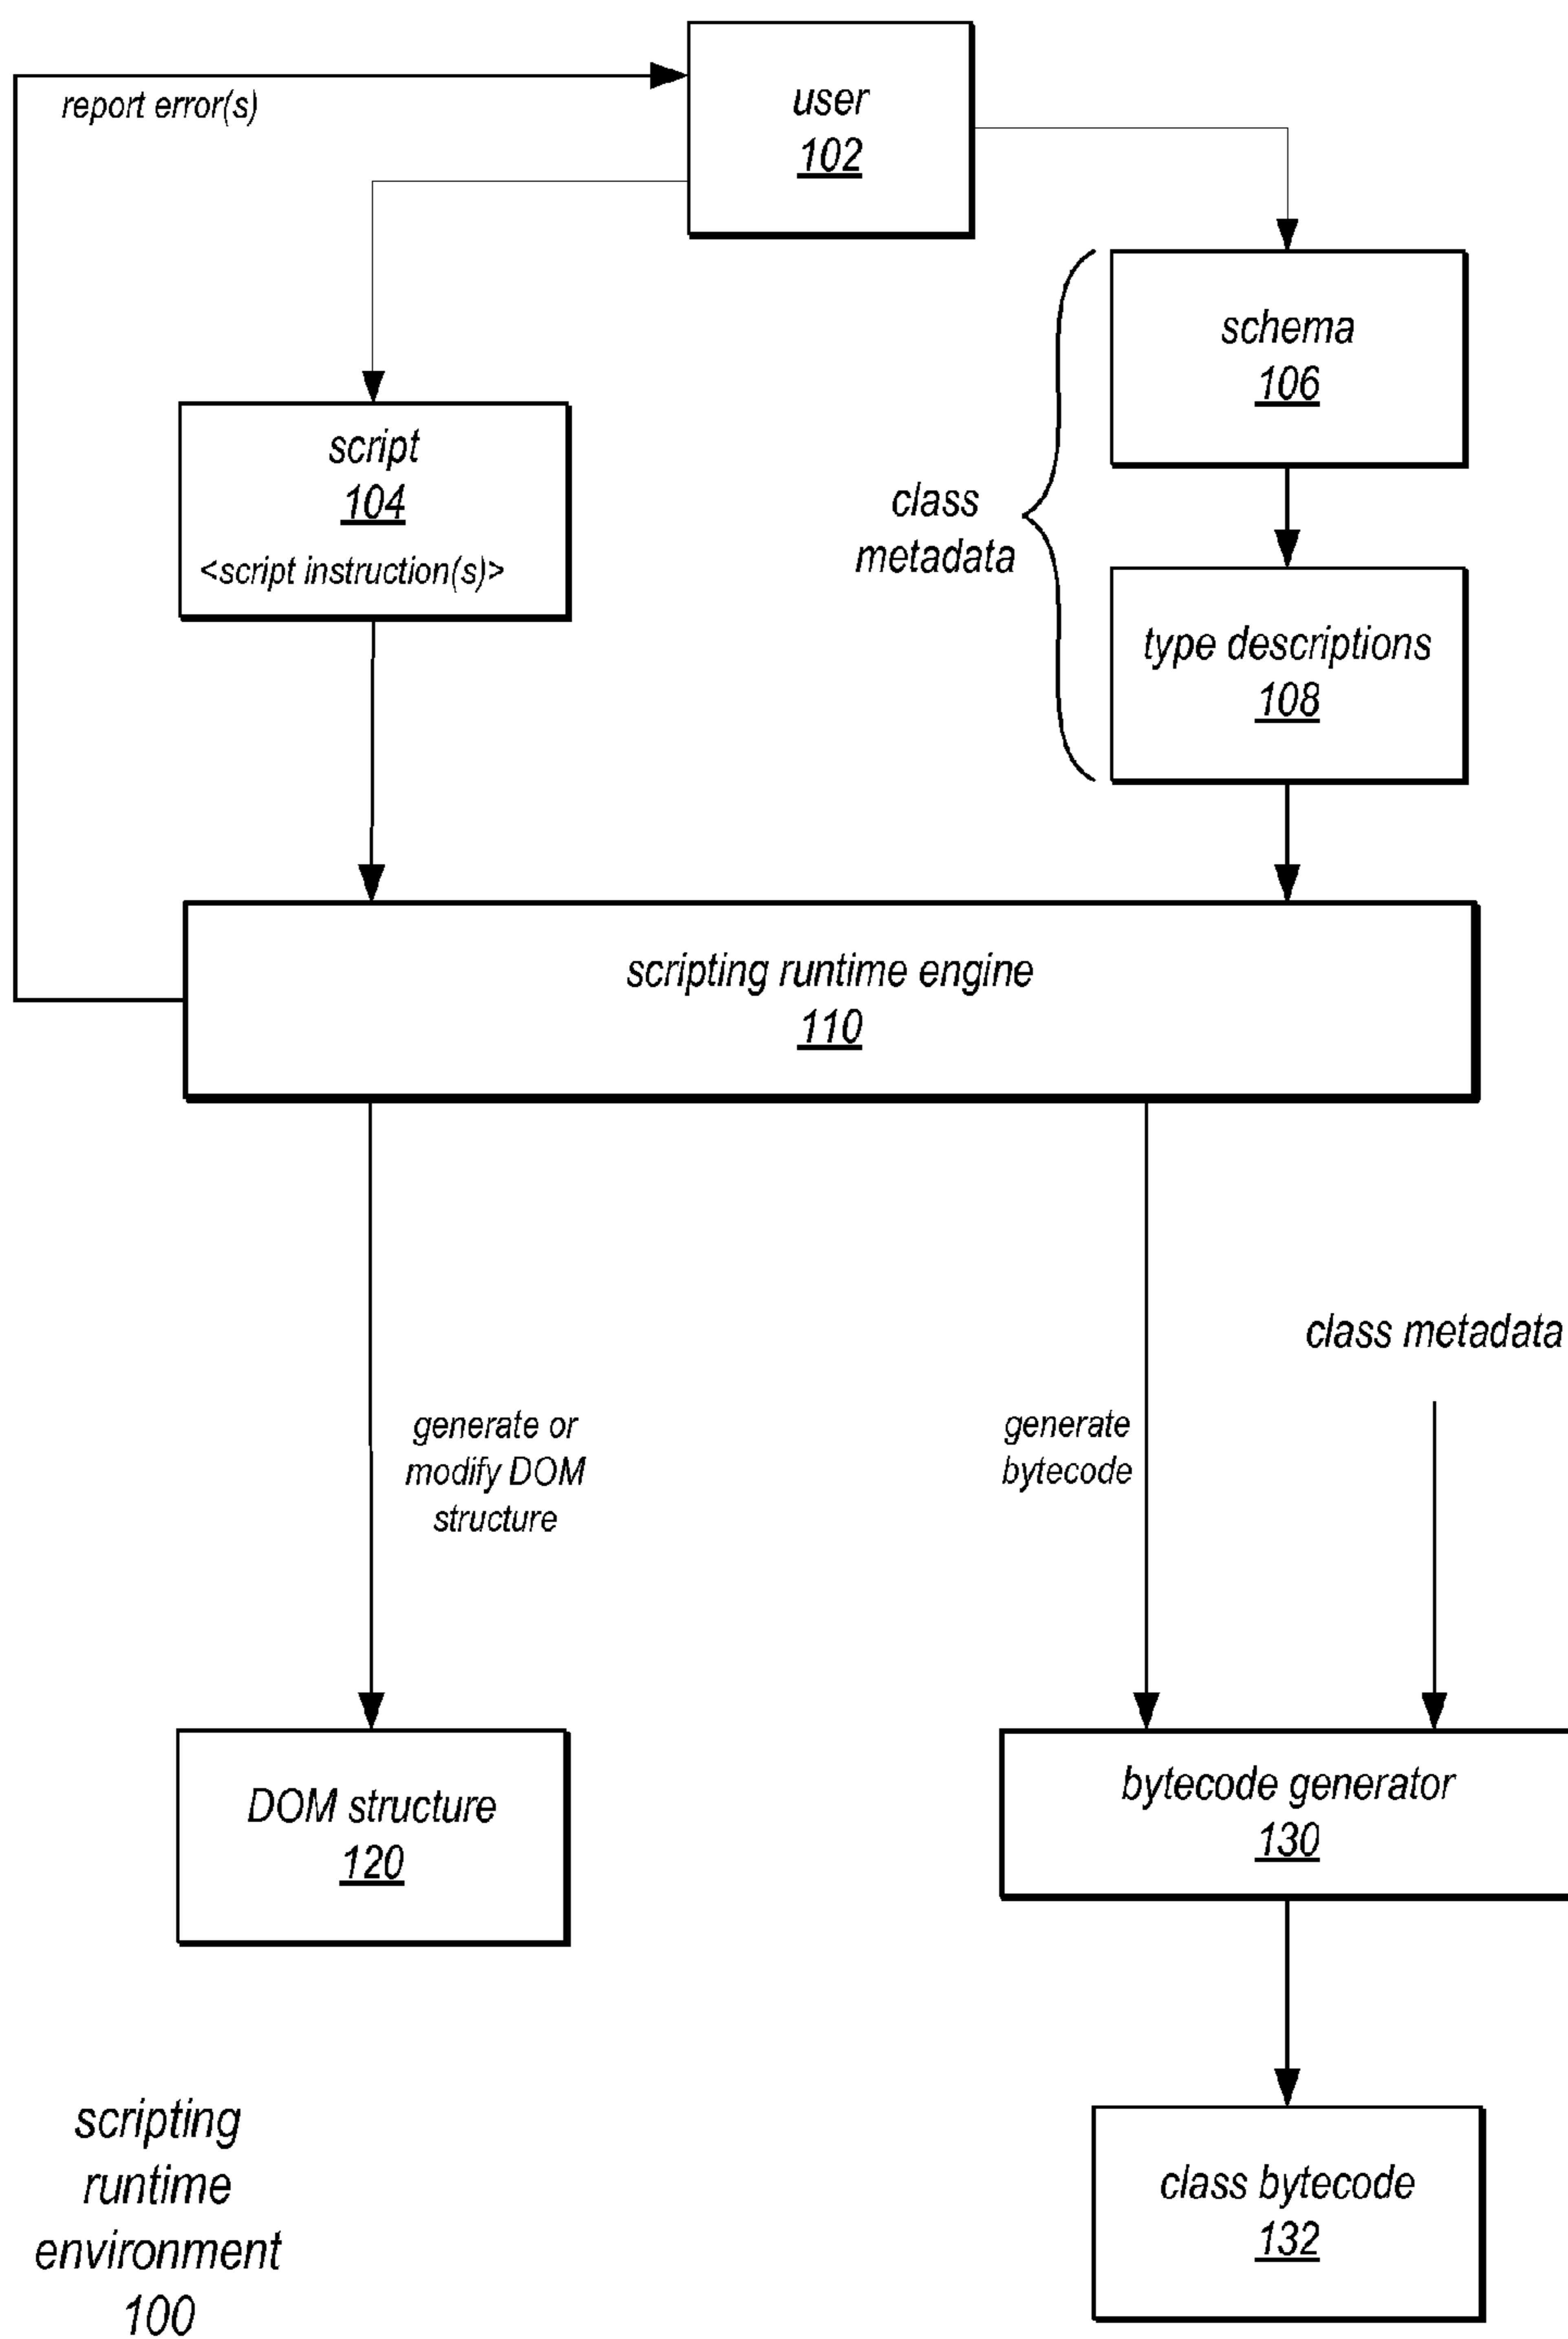 report error(s)
user
102
schema
106
script
104
<script instruction(s)>
class
metadata
type descriptions
108
scripting runtime engine
110
class metadata
generate or
modify DOM
structure
generate
bytecode
DOM structure
120
bytecode generator
130
scripting
runtime
environment
100
class bytecode
132